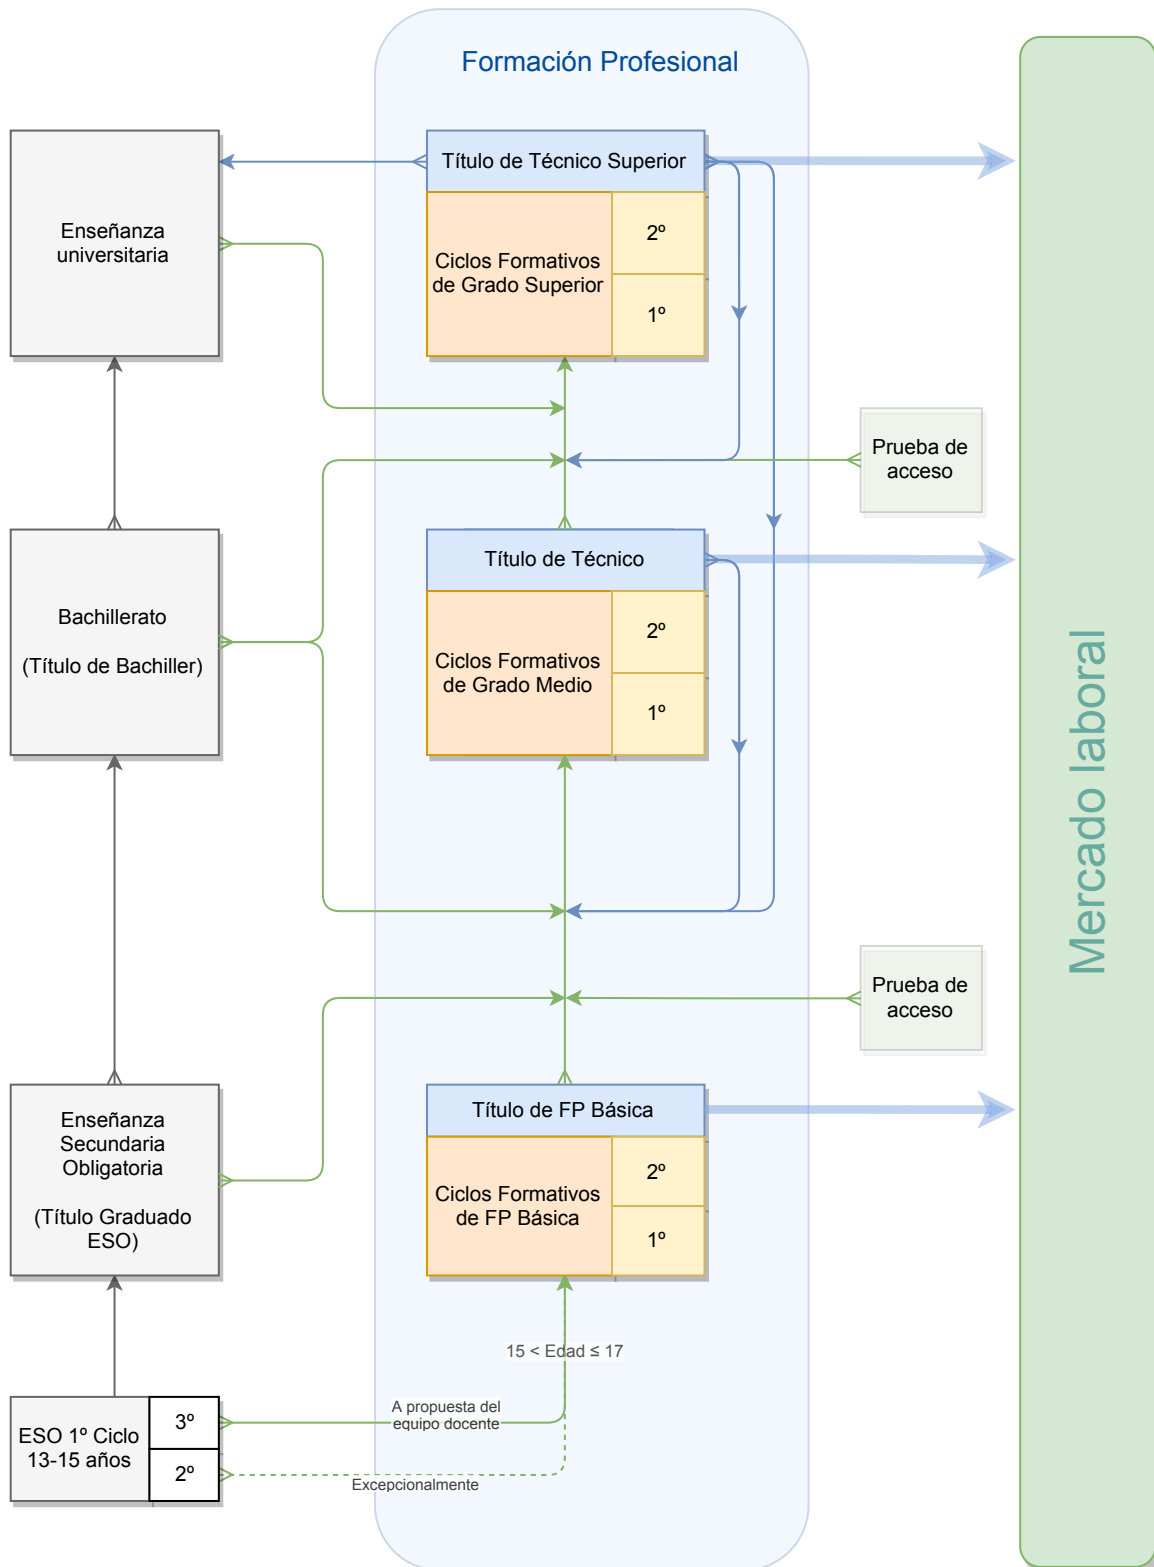 Formación Profesional
Título de Técnico Superior
Enseñanza
universitaria
Ciclos Formativos
de Grado Superior
2º
1º
Prueba de
acceso
Título de Técnico
Bachillerato
(Título de Bachiller)
Ciclos Formativos
de Grado Medio
2º
1º
Mercado laboral
Prueba de
acceso
Título de FP Básica
Enseñanza
Secundaria
Obligatoria
(Título Graduado
ESO)
Ciclos Formativos
de FP Básica
2º
1º
15 < Edad ≤ 17
A propuesta del
equipo docente
ESO 1º Ciclo
13-15 años
3º
2º
Excepcionalmente